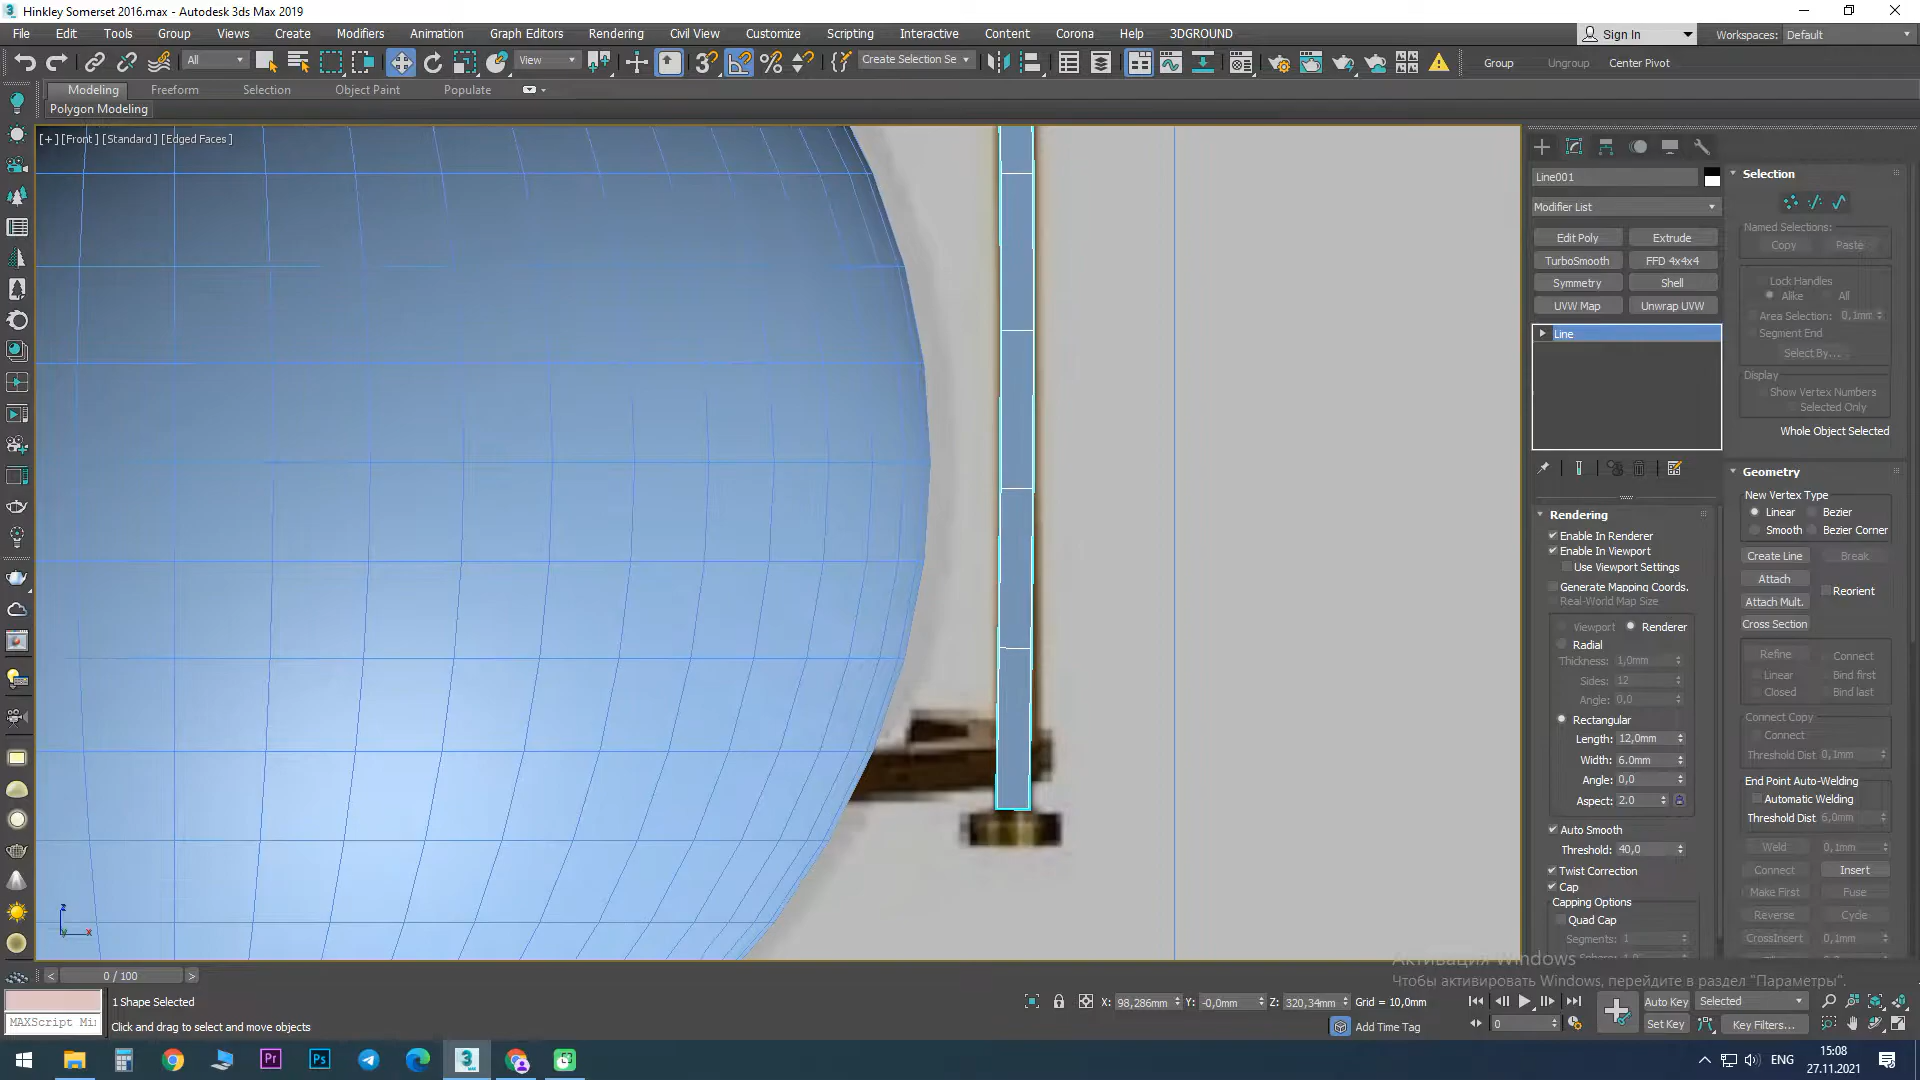 Hinkley Somerset 2016.max - Autodesk 3ds Max 2019
File Edit Tools Group Views Create Modifiers Animation Graph Editors Rendering Civil View Customize Scripting Interactive Content Corona Help 3DGROUND
Sign In Workspaces: Default
All View Create Selection Se Group Ungroup Center Pivot
Modeling Freeform Selection Object Paint Populate
Polygon Modeling
[+] [Front] [Standard] [Edged Faces]
Line001
Modifier List
Edit Poly Extrude
TurboSmooth FFD 4x4x4
Symmetry Shell
UVW Map Unwrap UVW
Line
Rendering
Enable In Renderer
Enable In Viewport
Use Viewport Settings
Generate Mapping Coords.
Real-World Map Size
Viewport Renderer
Radial
Thickness: 1,0mm
Sides: 12
Angle: 0,0
Rectangular
Length: 12,0mm
Width: 6.0mm
Angle: 0,0
Aspect: 2.0
Auto Smooth
Threshold: 40,0
Twist Correction
Cap
Capping Options
Quad Cap
Segments: 1
Selection
Named Selections:
Copy Paste
Lock Handles
Alike All
Area Selection: 0,1mm
Segment End
Select By...
Display
Show Vertex Numbers
Selected Only
Whole Object Selected
Geometry
New Vertex Type
Linear Bezier
Smooth Bezier Corner
Create Line Break
Attach
Reorient
Attach Mult.
Cross Section
Refine Connect
Linear Bind first
Closed Bind last
Connect Copy
Connect
Threshold Dist 0,1mm
End Point Auto-Welding
Automatic Welding
Threshold Dist 6,0mm
Weld 0,1mm
Connect Insert
Make First Fuse
Reverse Cycle
CrossInsert 0,1mm
Активация Windows
Чтобы активировать Windows, перейдите в раздел "Параметры".
z
x
< 0 / 100 >
1 Shape Selected
MAXScript Mi
Click and drag to select and move objects
X: 98,286mm Y: -0,0mm Z: 320,34mm Grid = 10,0mm
Add Time Tag
0
Auto Key Selected
Set Key Key Filters...
Pr Ps 3
ENG
15:08
27.11.2021